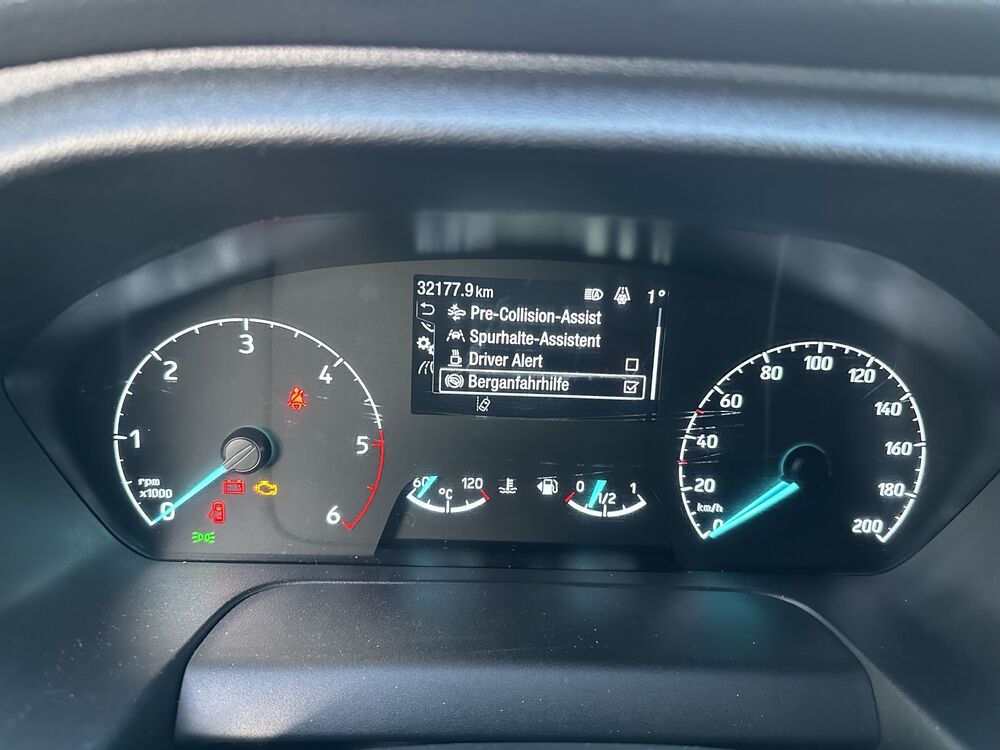 32177.9 km
1°
Pre-Collision-Assist
Spurhalte-Assistent
Driver Alert
Berganfahrhilfe
0
1
2
3
4
5
6
rpm
x1000
60
120
°C
0
1/2
1
0
20
40
60
80
100
120
140
160
180
200
km/h